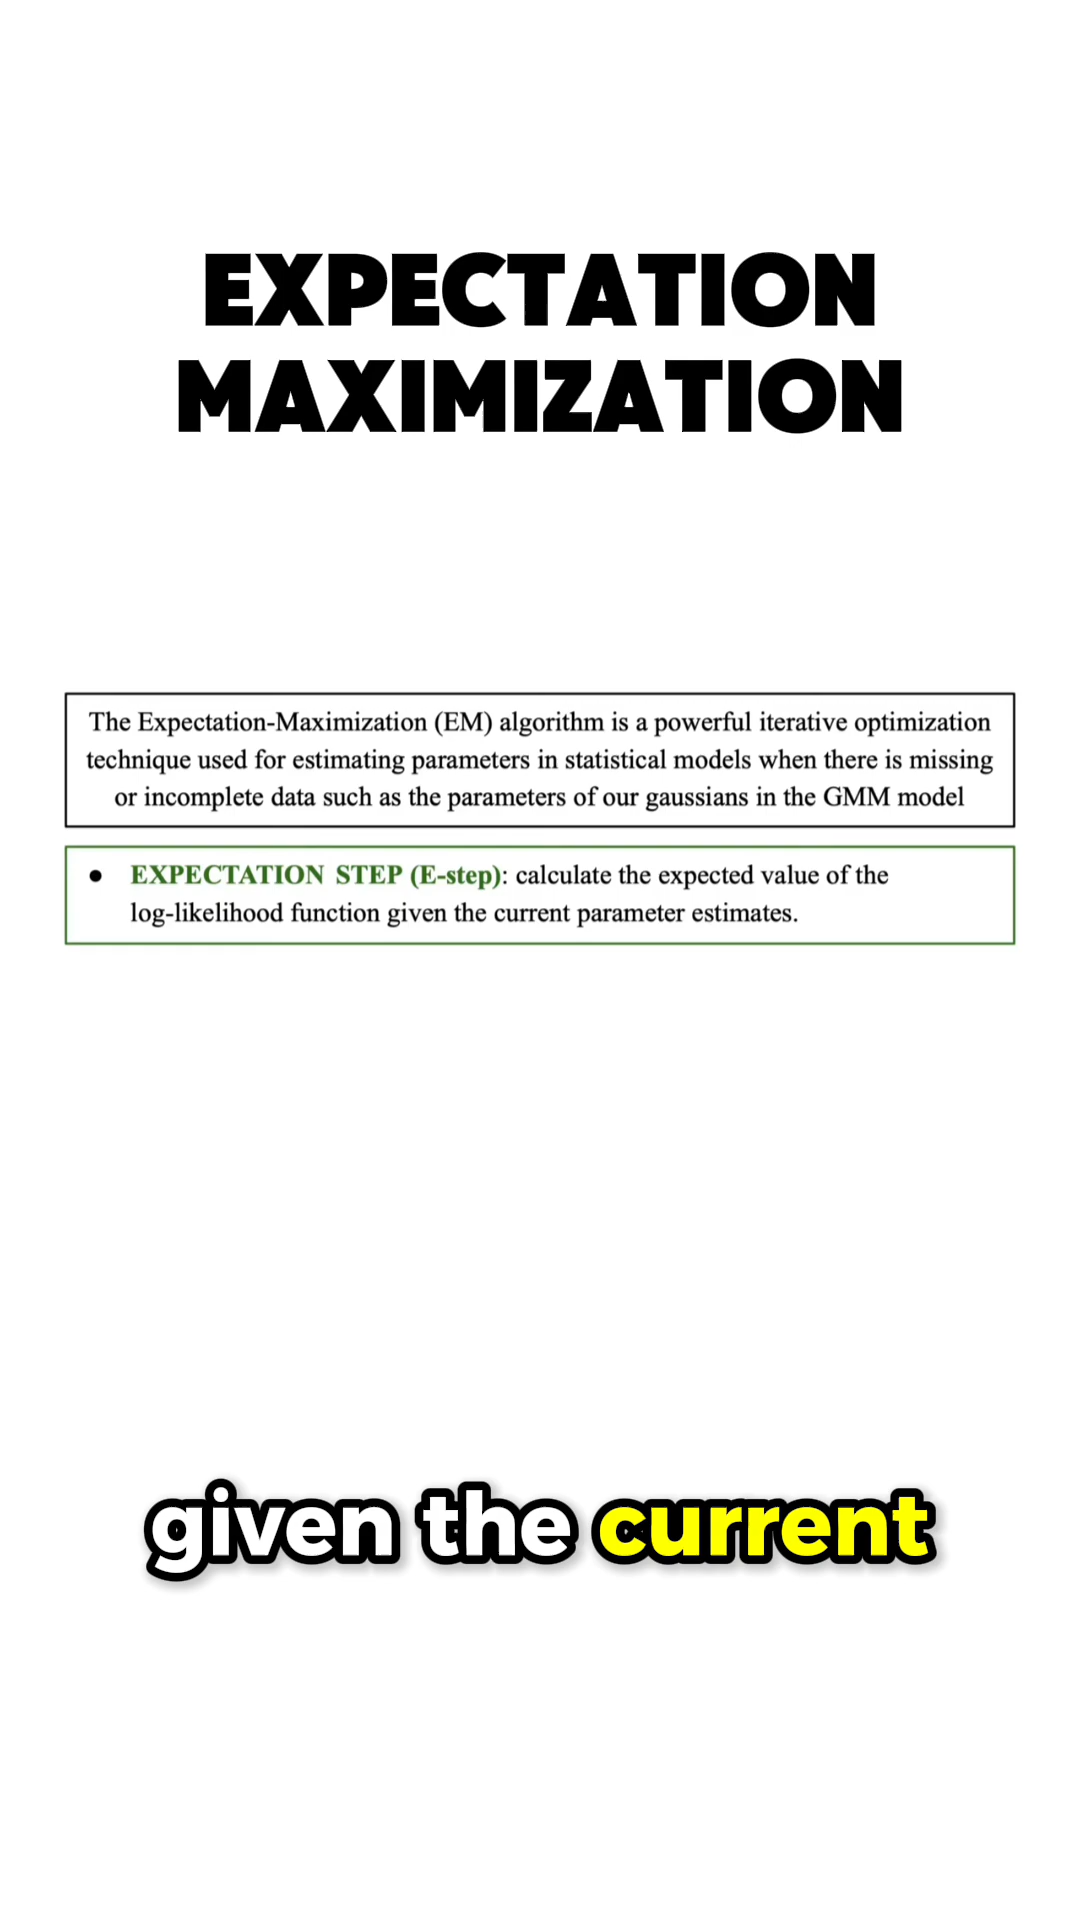 EXPECTATION
MAXIMIZATION
The Expectation-Maximization (EM) algorithm is a powerful iterative optimization
technique used for estimating parameters in statistical models when there is missing
or incomplete data such as the parameters of our gaussians in the GMM model
● EXPECTATION STEP (E-step): calculate the expected value of the
log-likelihood function given the current parameter estimates.
given the current